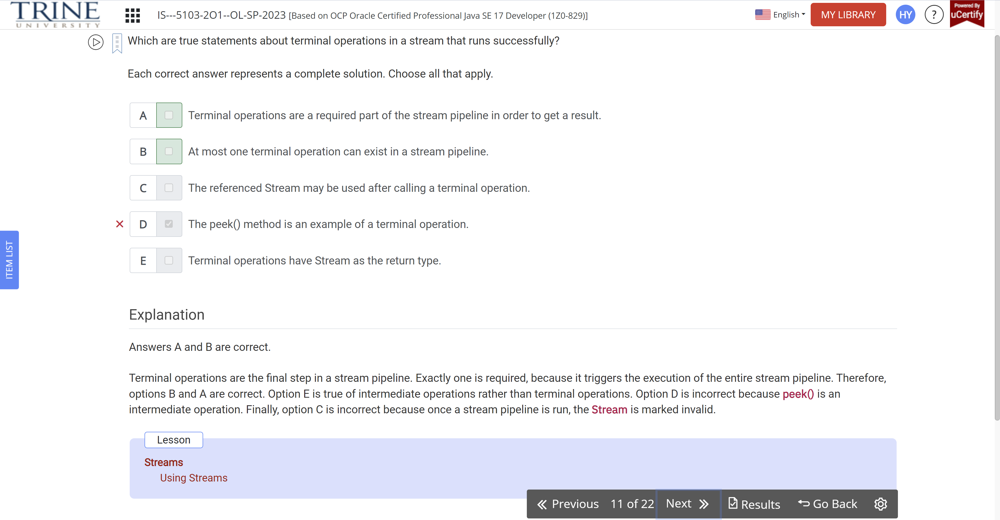 TRINE
UNIVERSITY
IS---5103-2O1--OL-SP-2023 [Based on OCP Oracle Certified Professional Java SE 17 Developer (1Z0-829)]
English
MY LIBRARY
HY
?
Powered By
uCertify
Which are true statements about terminal operations in a stream that runs successfully?
Each correct answer represents a complete solution. Choose all that apply.
A Terminal operations are a required part of the stream pipeline in order to get a result.
B At most one terminal operation can exist in a stream pipeline.
C The referenced Stream may be used after calling a terminal operation.
D The peek() method is an example of a terminal operation.
E Terminal operations have Stream as the return type.
ITEM LIST
Explanation
Answers A and B are correct.
Terminal operations are the final step in a stream pipeline. Exactly one is required, because it triggers the execution of the entire stream pipeline. Therefore,
options B and A are correct. Option E is true of intermediate operations rather than terminal operations. Option D is incorrect because peek() is an
intermediate operation. Finally, option C is incorrect because once a stream pipeline is run, the Stream is marked invalid.
Lesson
Streams
Using Streams
Previous 11 of 22 Next Results Go Back